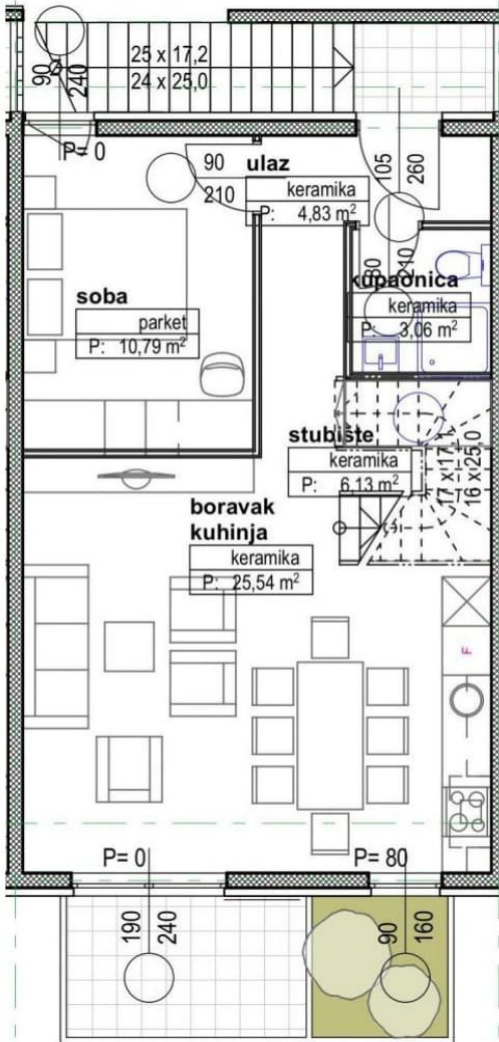 25 x 17,2
24 x 25,0
90
240
P= 0
90
210
ulaz
keramika
P: 4,83 m²
105
260
80
210
kupaonica
keramika
P: 3,06 m²
soba
parket
P: 10,79 m²
stubište
keramika
P: 6,13 m²
17 x 17,1
16 x 25,0
boravak
kuhinja
keramika
P: 25,54 m²
F
P= 0
P= 80
190
240
90
160